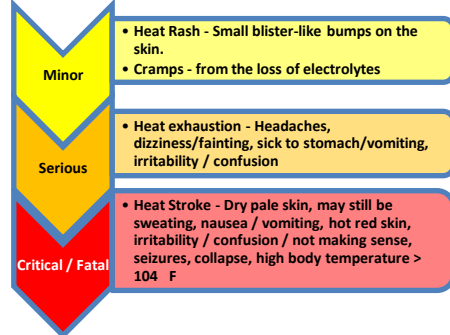 Minor
• Heat Rash - Small blister-like bumps on the
skin.
• Cramps - from the loss of electrolytes
Serious
• Heat exhaustion - Headaches,
dizziness/fainting, sick to stomach/vomiting,
irritability / confusion
Critical / Fatal
• Heat Stroke - Dry pale skin, may still be
sweating, nausea / vomiting, hot red skin,
irritability / confusion / not making sense,
seizures, collapse, high body temperature >
104 F